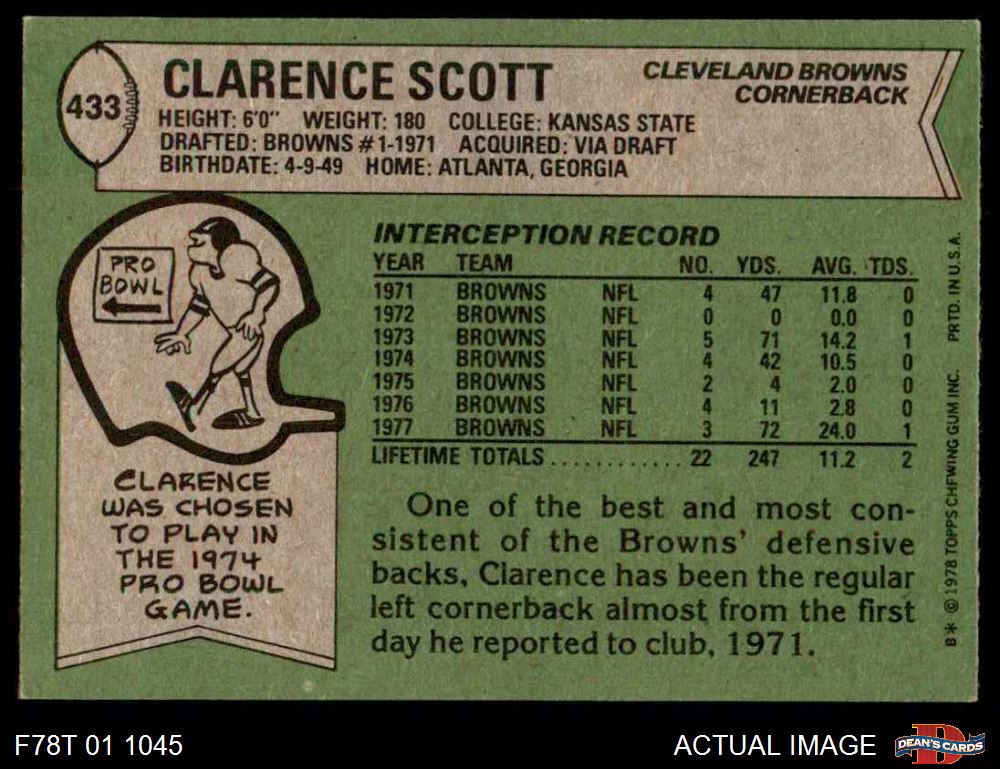 433
CLARENCE SCOTT
CLEVELAND BROWNS
CORNERBACK
HEIGHT: 6'0" WEIGHT: 180 COLLEGE: KANSAS STATE
DRAFTED: BROWNS #1-1971 ACQUIRED: VIA DRAFT
BIRTHDATE: 4-9-49 HOME: ATLANTA, GEORGIA
PRO
BOWL
CLARENCE
WAS CHOSEN
TO PLAY IN
THE 1974
PRO BOWL
GAME.
INTERCEPTION RECORD
YEAR TEAM NO. YDS. AVG. TDS.
1971 BROWNS NFL 4 47 11.8 0
1972 BROWNS NFL 0 0 0.0 0
1973 BROWNS NFL 5 71 14.2 1
1974 BROWNS NFL 4 42 10.5 0
1975 BROWNS NFL 2 4 2.0 0
1976 BROWNS NFL 4 11 2.8 0
1977 BROWNS NFL 3 72 24.0 1
LIFETIME TOTALS............ 22 247 11.2 2
One of the best and most con-
sistent of the Browns' defensive
backs, Clarence has been the regular
left cornerback almost from the first
day he reported to club, 1971.
B* © 1978 TOPPS CHEWING GUM INC. PRTD. IN U.S.A.
F78T 01 1045
ACTUAL IMAGE
D
DEAN'S CARDS